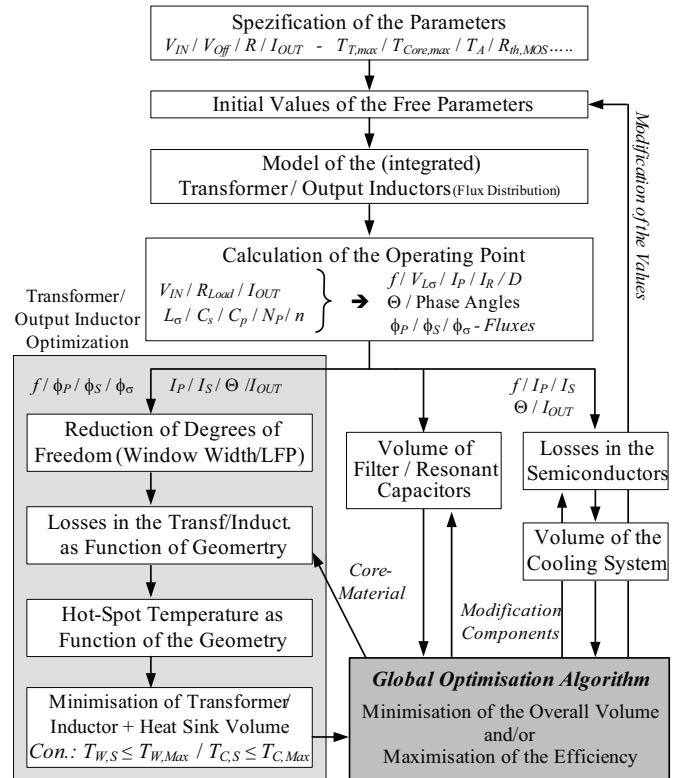 Spezification of the Parameters
V_IN / V_Off / R / I_OUT - T_T,max / T_Core,max / T_A / R_th,MOS.....
Initial Values of the Free Parameters
Model of the (integrated)
Transformer / Output Inductors (Flux Distribution)
Modification of the Values
Calculation of the Operating Point
V_IN / R_Load / I_OUT
L_σ / C_s / C_p / N_P / n
➔
f / V_Lσ / I_P / I_R / D
Θ / Phase Angles
ϕ_P / ϕ_S / ϕ_σ - Fluxes
Transformer/
Output Inductor
Optimization
f / ϕ_P / ϕ_S / ϕ_σ
I_P / I_S / Θ / I_OUT
f / I_P / I_S
Θ / I_OUT
Reduction of Degrees of
Freedom (Window Width/LFP)
Losses in the Transf/Induct.
as Function of Geomertry
Hot-Spot Temperature as
Function of the Geometry
Minimisation of Transformer/
Inductor + Heat Sink Volume
Con.: T_W,S ≤ T_W,Max / T_C,S ≤ T_C,Max
Volume of
Filter / Resonant
Capacitors
Losses in the
Semiconductors
Volume of the
Cooling System
Core-
Material
Modification
Components
Global Optimisation Algorithm
Minimisation of the Overall Volume
and/or
Maximisation of the Efficiency